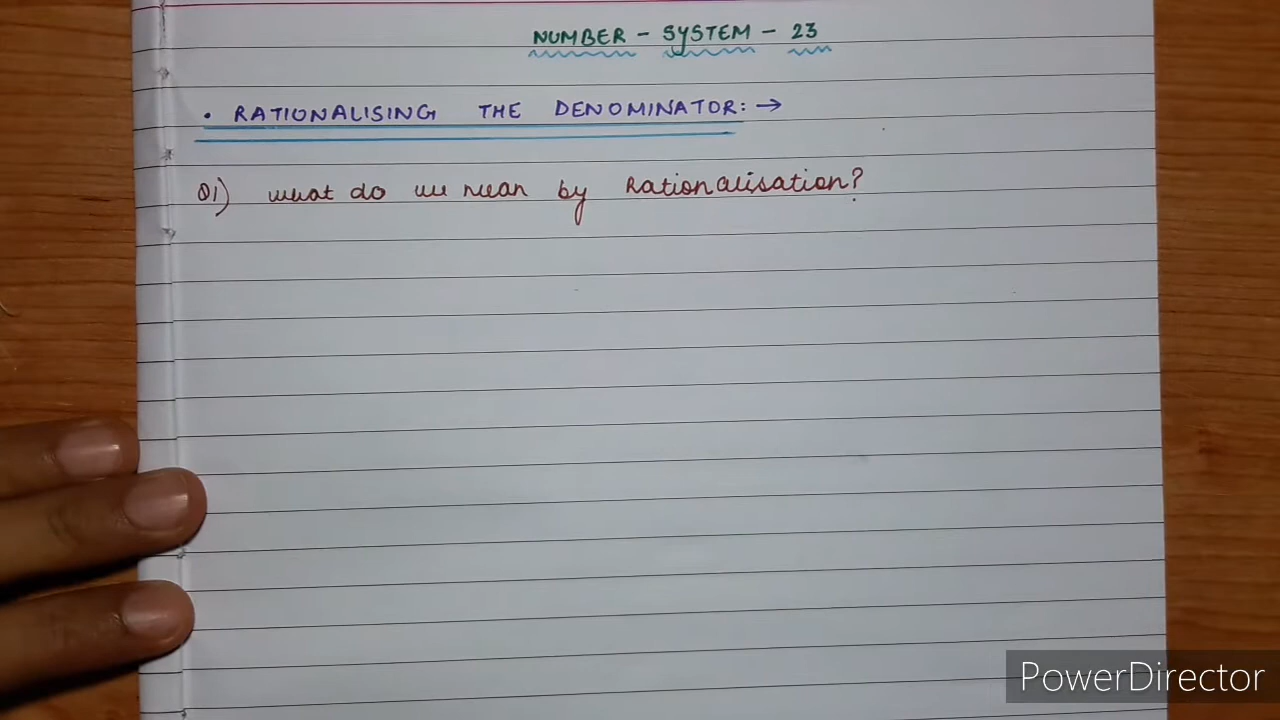 NUMBER - SYSTEM - 23
• RATIONALISING THE DENOMINATOR: →
Q1) what do we mean by Rationalisation?
PowerDirector